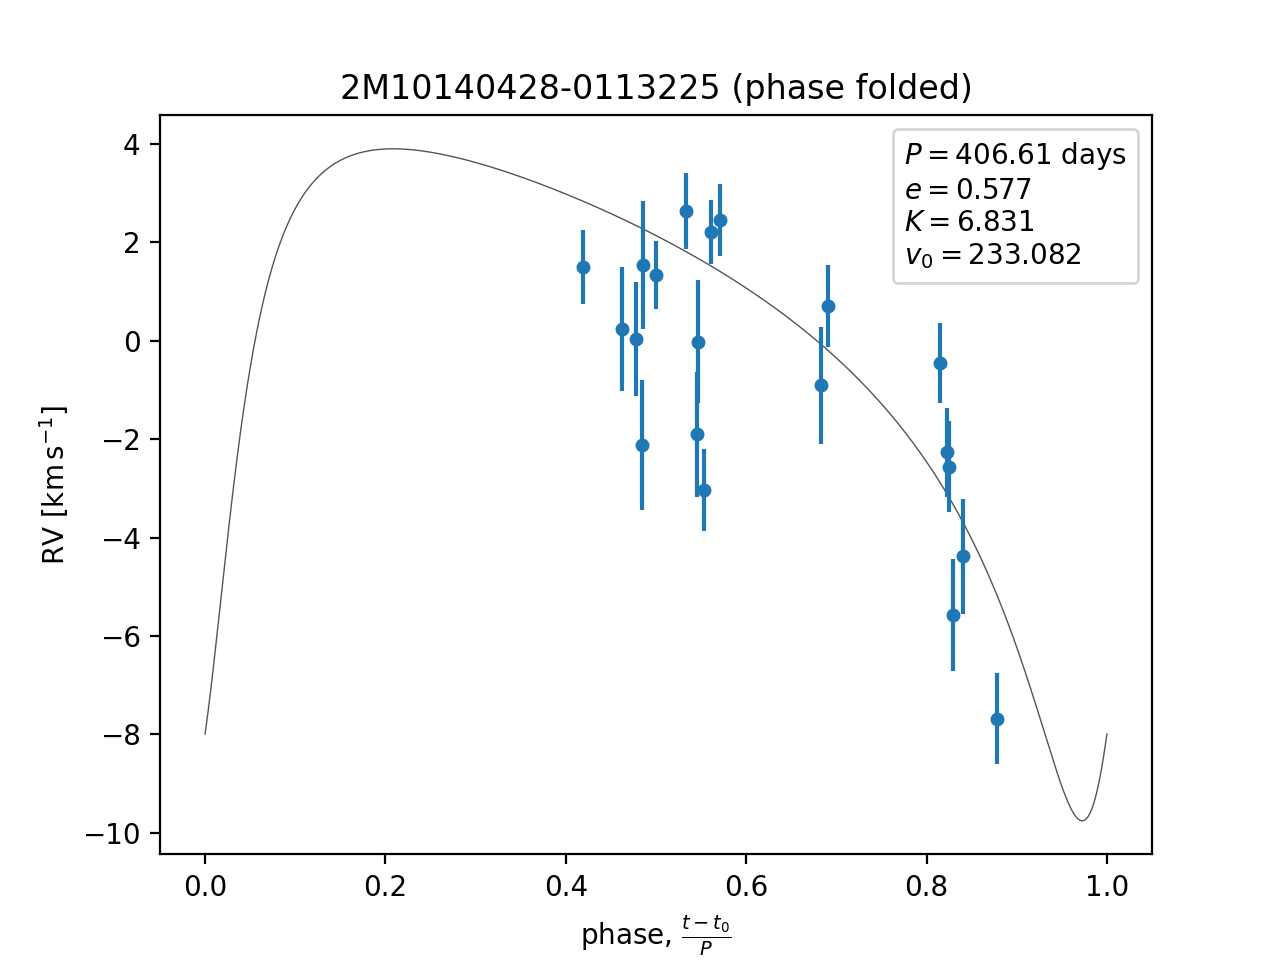 2M10140428-0113225 (phase folded)
P = 406.61 days
e = 0.577
K = 6.831
v₀ = 233.082
4
2
0
−2
−4
−6
−8
−10
RV [km s⁻¹]
0.0 0.2 0.4 0.6 0.8 1.0
phase, (t − t₀)/P